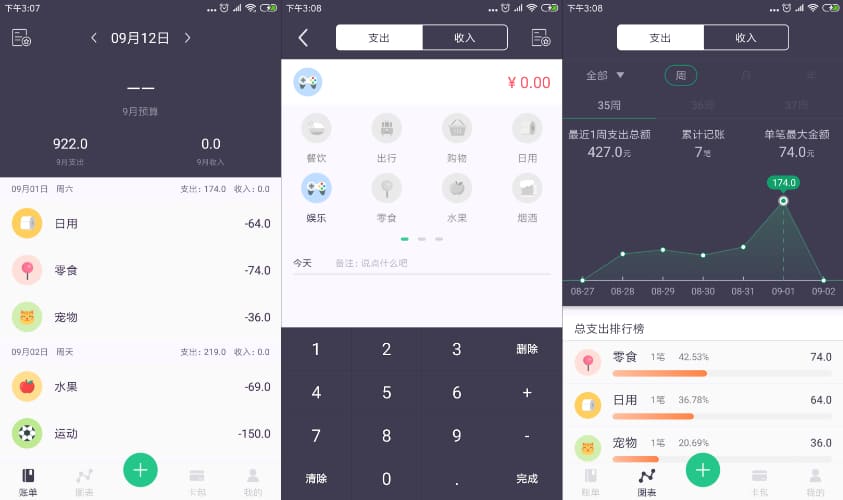 下午3:07
09月12日
——
9月预算
922.0
0.0
9月支出
9月收入
09月01日 周六 支出：174.0 收入：0.0
日用 -64.0
零食 -74.0
宠物 -36.0
09月02日 周天 支出：219.0 收入：0.0
水果 -69.0
运动 -150.0
账单 图表 卡包 我的
下午3:08
支出 收入
¥ 0.00
餐饮 出行 购物 日用
娱乐 零食 水果 烟酒
今天 备注：说点什么吧
1 2 3 删除
4 5 6 +
7 8 9 -
清除 0 . 完成
下午3:08
支出 收入
全部 周 月 年
35周 36周 37周
最近1周支出总额 累计记账 单笔最大金额
427.0元 7笔 74.0元
174.0
08-27 08-28 08-29 08-30 08-31 09-01 09-02
总支出排行榜
零食 1笔 42.53% 74.0
日用 1笔 36.78% 64.0
宠物 1笔 20.69% 36.0
账单 图表 卡包 我的